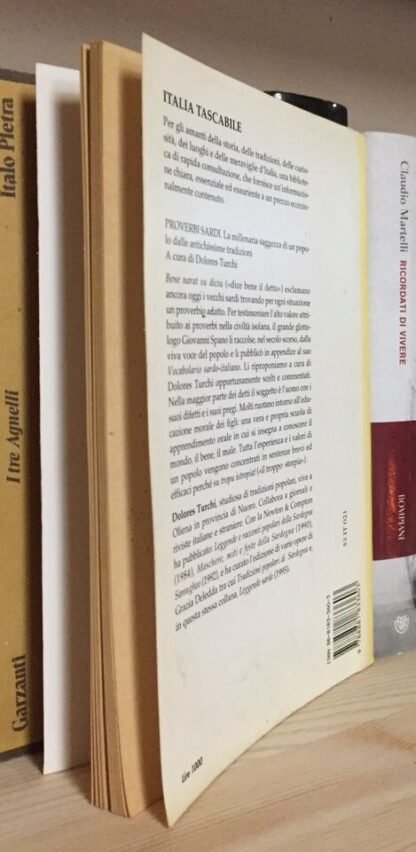 Italo Pietra
I tre Agnelli
Garzanti
ITALIA TASCABILE
Per gli amanti della storia, delle tradizioni, delle curio-
sità, dei luoghi e delle meraviglie d'Italia, una bibliote-
ca di rapida consultazione, che fornisce un'informazio-
ne chiara, essenziale ed esauriente a un prezzo eccezio-
nalmente contenuto.
PROVERBI SARDI. La millenaria saggezza di un popo-
lo dalle antichissime tradizioni
A cura di Dolores Turchi
Bene narat su diciu («dice bene il detto») esclamano
ancora oggi i vecchi sardi trovando per ogni situazione
un proverbio adatto. Per testimoniare l'alto valore attri-
buito ai proverbi nella civiltà isolana, il grande glotto-
logo Giovanni Spano li raccolse, nel secolo scorso, dalla
viva voce del popolo e li pubblicò in appendice al suo
Vocabolario sardo-italiano. Li riproponiamo a cura di
Dolores Turchi opportunamente scelti e commentati.
Nella maggior parte dei detti il soggetto è l'uomo con i
suoi difetti e i suoi pregi. Molti ruotano intorno all'edu-
cazione morale dei figli: una vera e propria scuola di
apprendimento orale in cui si insegna a conoscere il
mondo, il bene, il male. Tutta l'esperienza e i valori di
un popolo vengono concentrati in sentenze brevi ed
efficaci perché su tropu istropiat («il troppo storpia»).
Dolores Turchi, studiosa di tradizioni popolari, vive a
Oliena in provincia di Nuoro. Collabora a giornali e
riviste italiane e straniere. Con la Newton & Compton
ha pubblicato: Leggende e racconti popolari della Sardegna
(1984), Maschere, miti e feste della Sardegna (1990),
Samugheo (1992), e ha curato l'edizione di varie opere di
Grazia Deledda tra cui Tradizioni popolari di Sardegna e,
in questa stessa collana, Leggende sarde (1995).
Lire 1000
S3 IT 021
ISBN
Claudio Martelli
RICORDATI DI VIVERE
BOMPIANI